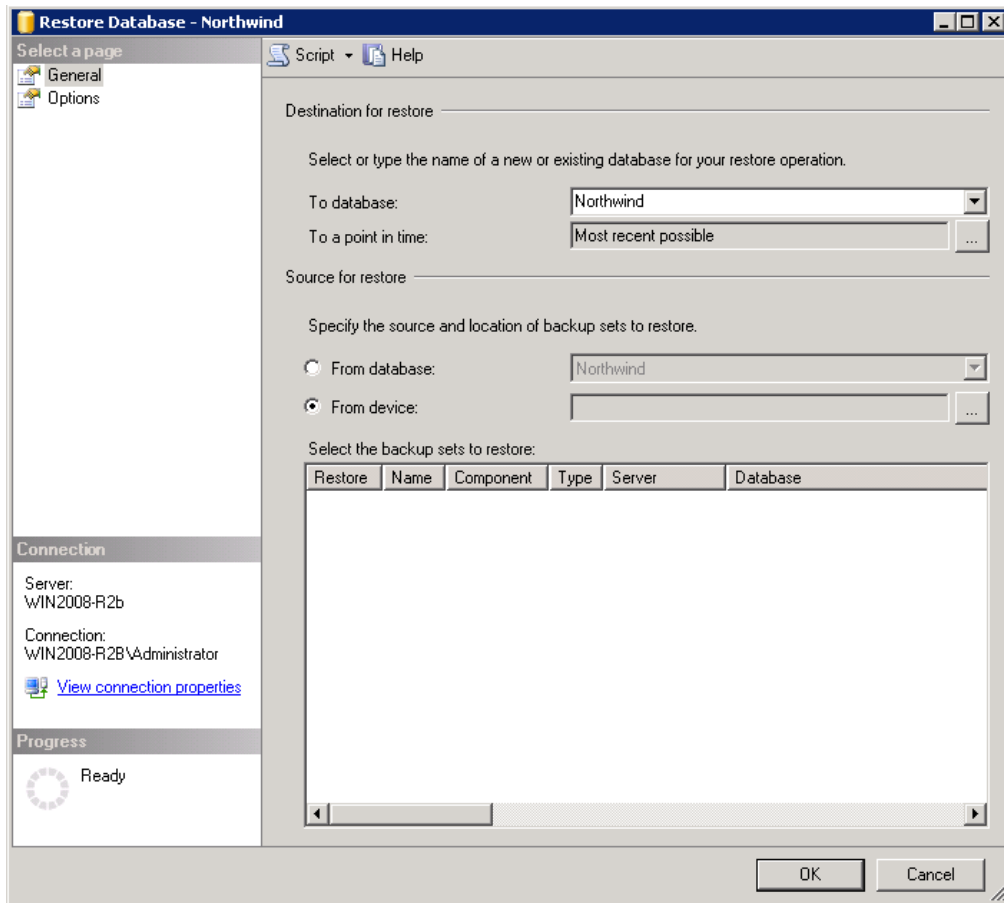 Restore Database - Northwind
Select a page
General
Options
Script
Help
Destination for restore
Select or type the name of a new or existing database for your restore operation.
To database:
Northwind
To a point in time:
Most recent possible
...
Source for restore
Specify the source and location of backup sets to restore.
From database:
Northwind
From device:
...
Select the backup sets to restore:
Restore Name Component Type Server Database
Connection
Server:
WIN2008-R2b
Connection:
WIN2008-R2B\Administrator
View connection properties
Progress
Ready
OK
Cancel